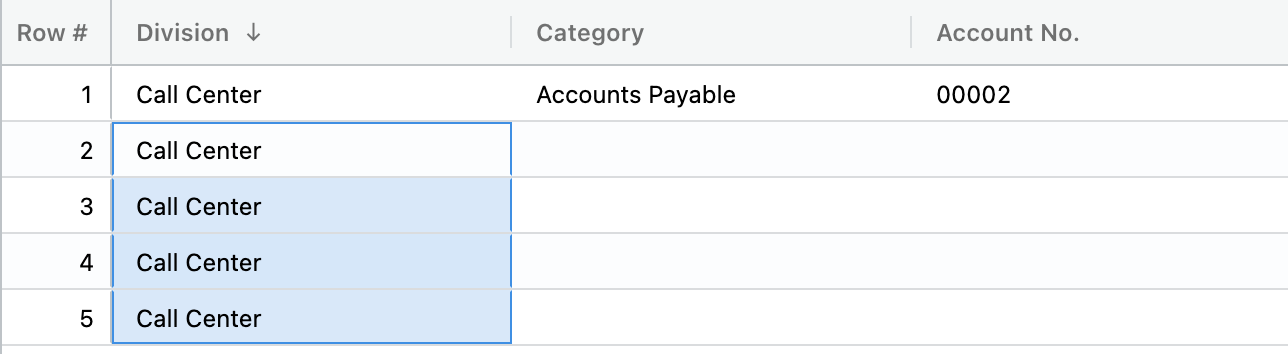 Row # Division ↓ Category Account No.
1 Call Center Accounts Payable 00002
2 Call Center
3 Call Center
4 Call Center
5 Call Center